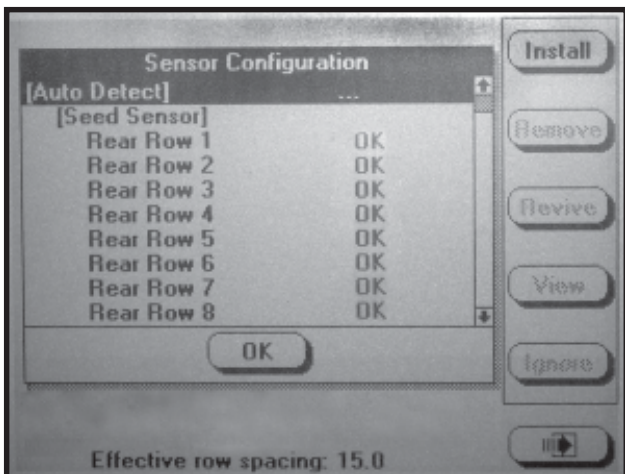 Sensor Configuration
[Auto Detect] ...
[Seed Sensor]
Rear Row 1 OK
Rear Row 2 OK
Rear Row 3 OK
Rear Row 4 OK
Rear Row 5 OK
Rear Row 6 OK
Rear Row 7 OK
Rear Row 8 OK
OK
Effective row spacing: 15.0
Install
Remove
Revive
View
Ignore